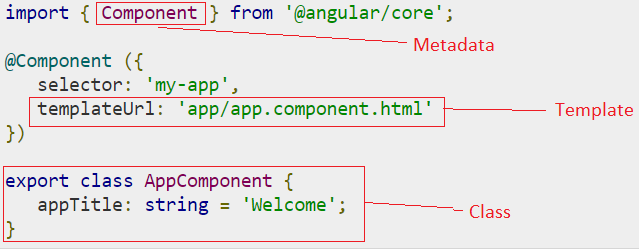 import { Component } from '@angular/core';
Metadata
@Component ({
selector: 'my-app',
templateUrl: 'app/app.component.html'
Template
})
export class AppComponent {
appTitle: string = 'Welcome';
Class
}